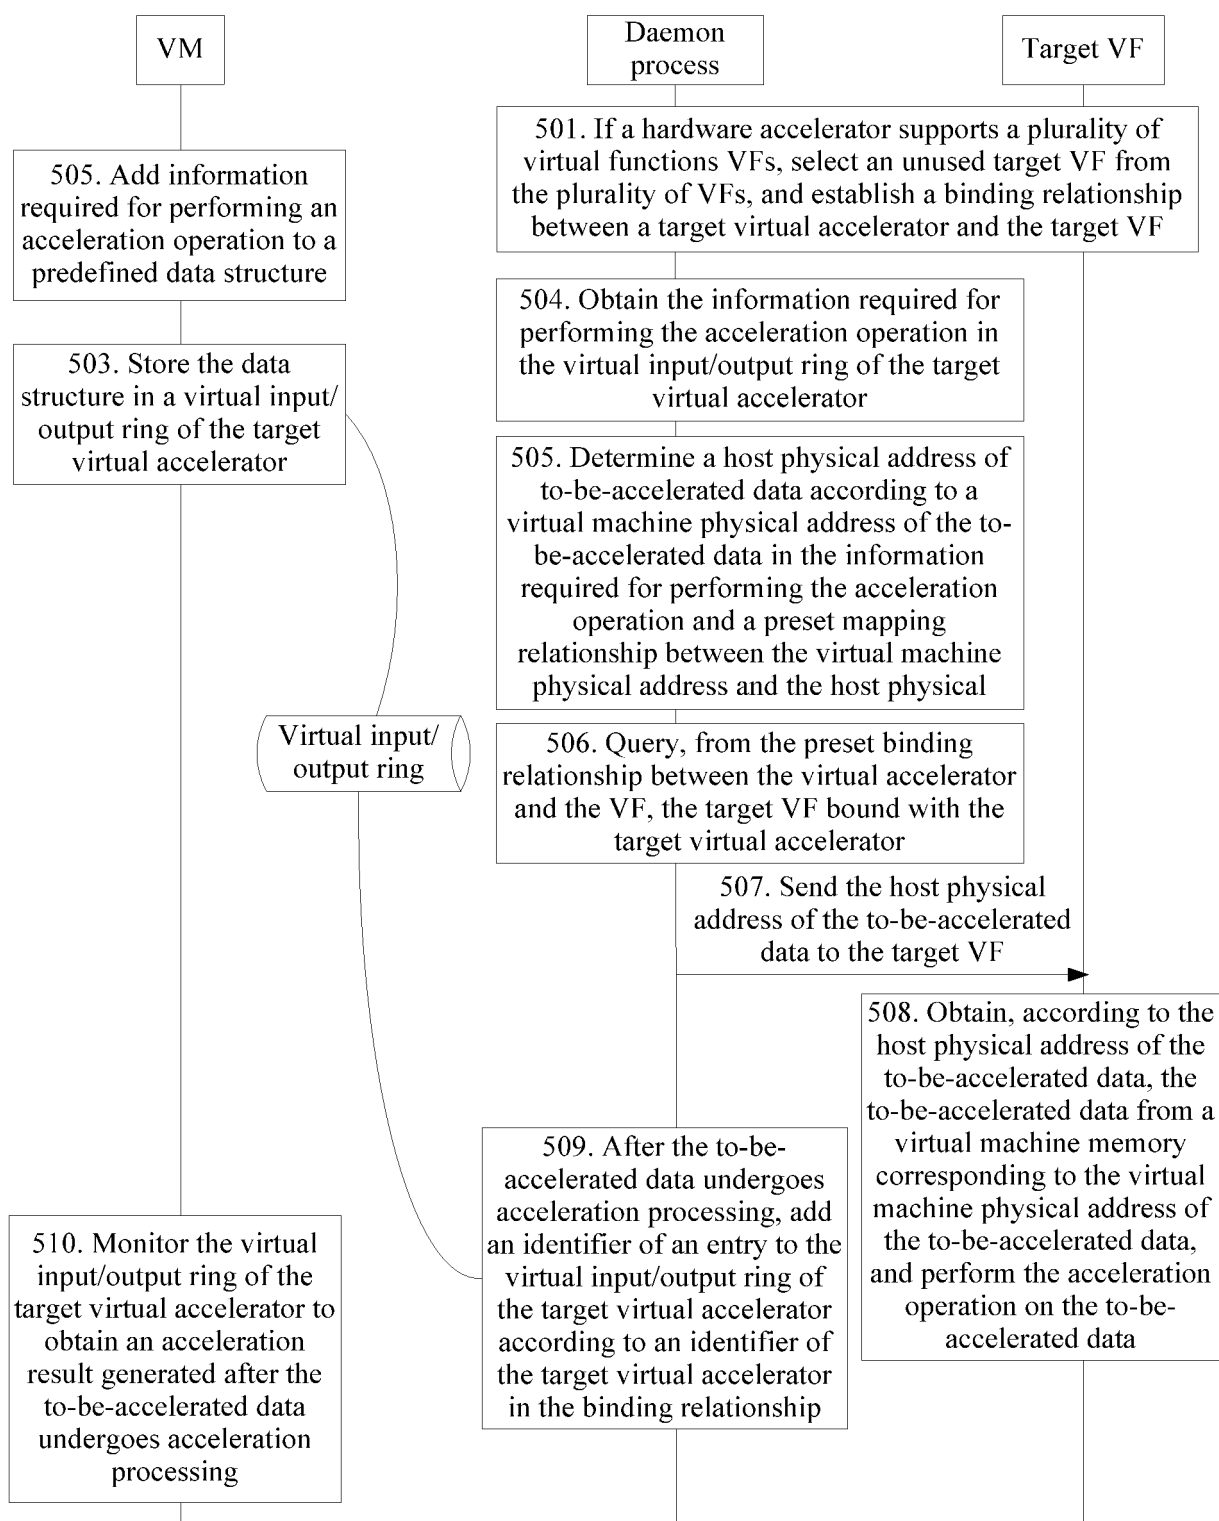 VM
Daemon
process
Target VF
501. If a hardware accelerator supports a plurality of
virtual functions VFs, select an unused target VF from
the plurality of VFs, and establish a binding relationship
between a target virtual accelerator and the target VF
505. Add information
required for performing an
acceleration operation to a
predefined data structure
503. Store the data
structure in a virtual input/
output ring of the target
virtual accelerator
504. Obtain the information required for
performing the acceleration operation in
the virtual input/output ring of the target
virtual accelerator
505. Determine a host physical address of
to-be-accelerated data according to a
virtual machine physical address of the to-
be-accelerated data in the information
required for performing the acceleration
operation and a preset mapping
relationship between the virtual machine
physical address and the host physical
Virtual input/
output ring
506. Query, from the preset binding
relationship between the virtual accelerator
and the VF, the target VF bound with the
target virtual accelerator
507. Send the host physical
address of the to-be-accelerated
data to the target VF
508. Obtain, according to the
host physical address of the
to-be-accelerated data, the
to-be-accelerated data from a
virtual machine memory
corresponding to the virtual
machine physical address of
the to-be-accelerated data,
and perform the acceleration
operation on the to-be-
accelerated data
509. After the to-be-
accelerated data undergoes
acceleration processing, add
an identifier of an entry to the
virtual input/output ring of
the target virtual accelerator
according to an identifier of
the target virtual accelerator
in the binding relationship
510. Monitor the virtual
input/output ring of the
target virtual accelerator to
obtain an acceleration
result generated after the
to-be-accelerated data
undergoes acceleration
processing